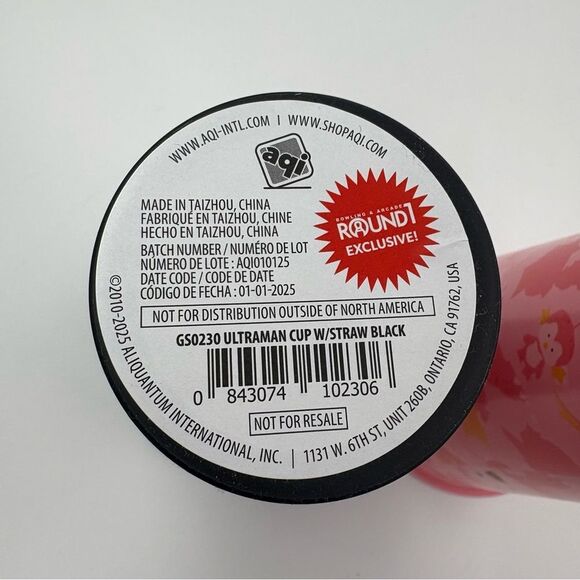 WWW.AQI-INTL.COM | WWW.SHOPAQI.COM
aqi
MADE IN TAIZHOU, CHINA
FABRIQUÉ EN TAIZHOU, CHINE
HECHO EN TAIZHOU, CHINA
BATCH NUMBER / NUMÉRO DE LOT
NÚMERO DE LOTE : AQI010125
DATE CODE / CODE DE DATE
CÓDIGO DE FECHA : 01-01-2025
BOWLING & ARCADE
ROUND1
EXCLUSIVE!
NOT FOR DISTRIBUTION OUTSIDE OF NORTH AMERICA
GS0230 ULTRAMAN CUP W/STRAW BLACK
0 843074 102306
NOT FOR RESALE
©2010-2025 ALIQUANTUM INTERNATIONAL, INC. | 1131 W. 6TH ST, UNIT 260B, ONTARIO, CA 91762, USA